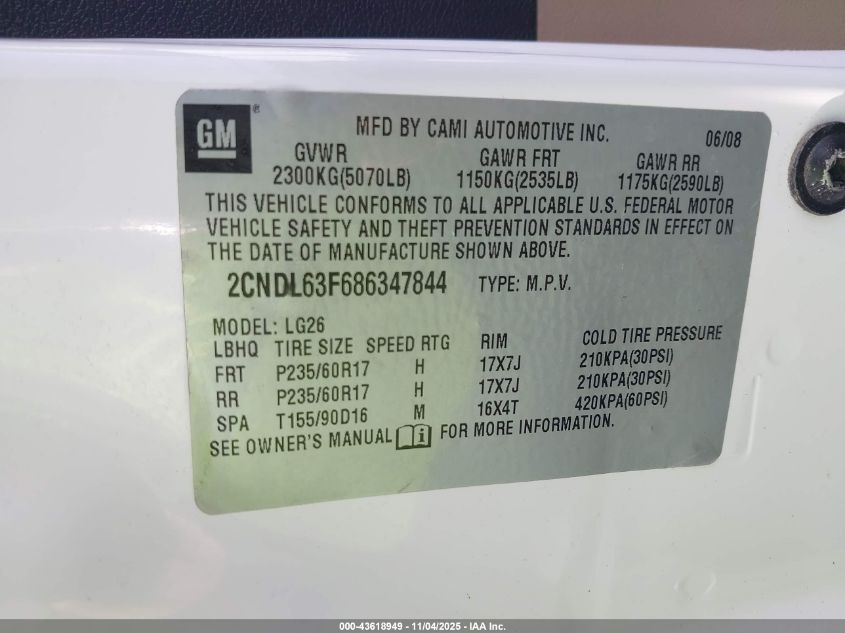 GM ®
MFD BY CAMI AUTOMOTIVE INC. 06/08
GVWR GAWR FRT GAWR RR
2300KG(5070LB) 1150KG(2535LB) 1175KG(2590LB)
THIS VEHICLE CONFORMS TO ALL APPLICABLE U.S. FEDERAL MOTOR
VEHICLE SAFETY AND THEFT PREVENTION STANDARDS IN EFFECT ON
THE DATE OF MANUFACTURE SHOWN ABOVE.
2CNDL63F686347844 TYPE: M.P.V.
MODEL: LG26
LBHQ TIRE SIZE SPEED RTG RIM COLD TIRE PRESSURE
FRT P235/60R17 H 17X7J 210KPA(30PSI)
RR P235/60R17 H 17X7J 210KPA(30PSI)
SPA T155/90D16 M 16X4T 420KPA(60PSI)
SEE OWNER'S MANUAL i FOR MORE INFORMATION.
000-43618949 - 11/04/2025 - IAA Inc.